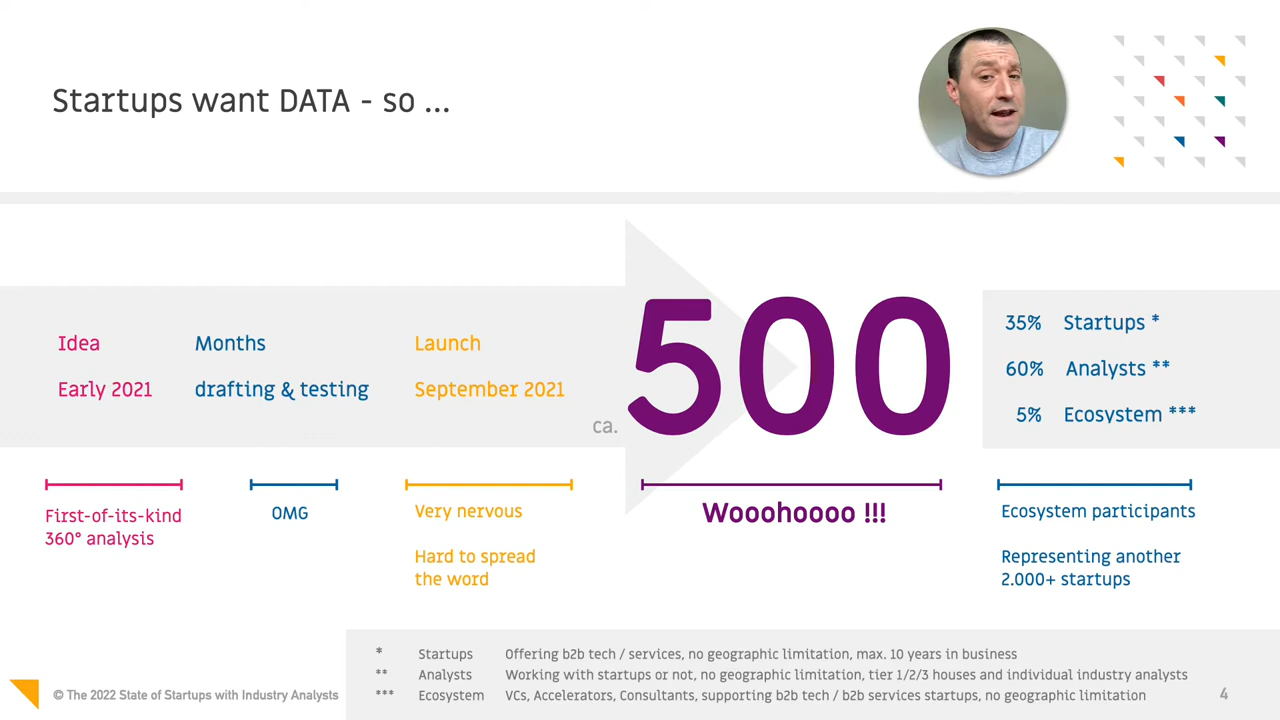 Startups want DATA - so ...
Idea
Early 2021
Months
drafting & testing
Launch
September 2021
ca.
500
35% Startups *
60% Analysts **
5% Ecosystem ***
First-of-its-kind
360° analysis
OMG
Very nervous
Hard to spread
the word
Wooohoooo !!!
Ecosystem participants
Representing another
2.000+ startups
* Startups Offering b2b tech / services, no geographic limitation, max. 10 years in business
** Analysts Working with startups or not, no geographic limitation, tier 1/2/3 houses and individual industry analysts
*** Ecosystem VCs, Accelerators, Consultants, supporting b2b tech / b2b services startups, no geographic limitation
© The 2022 State of Startups with Industry Analysts
4